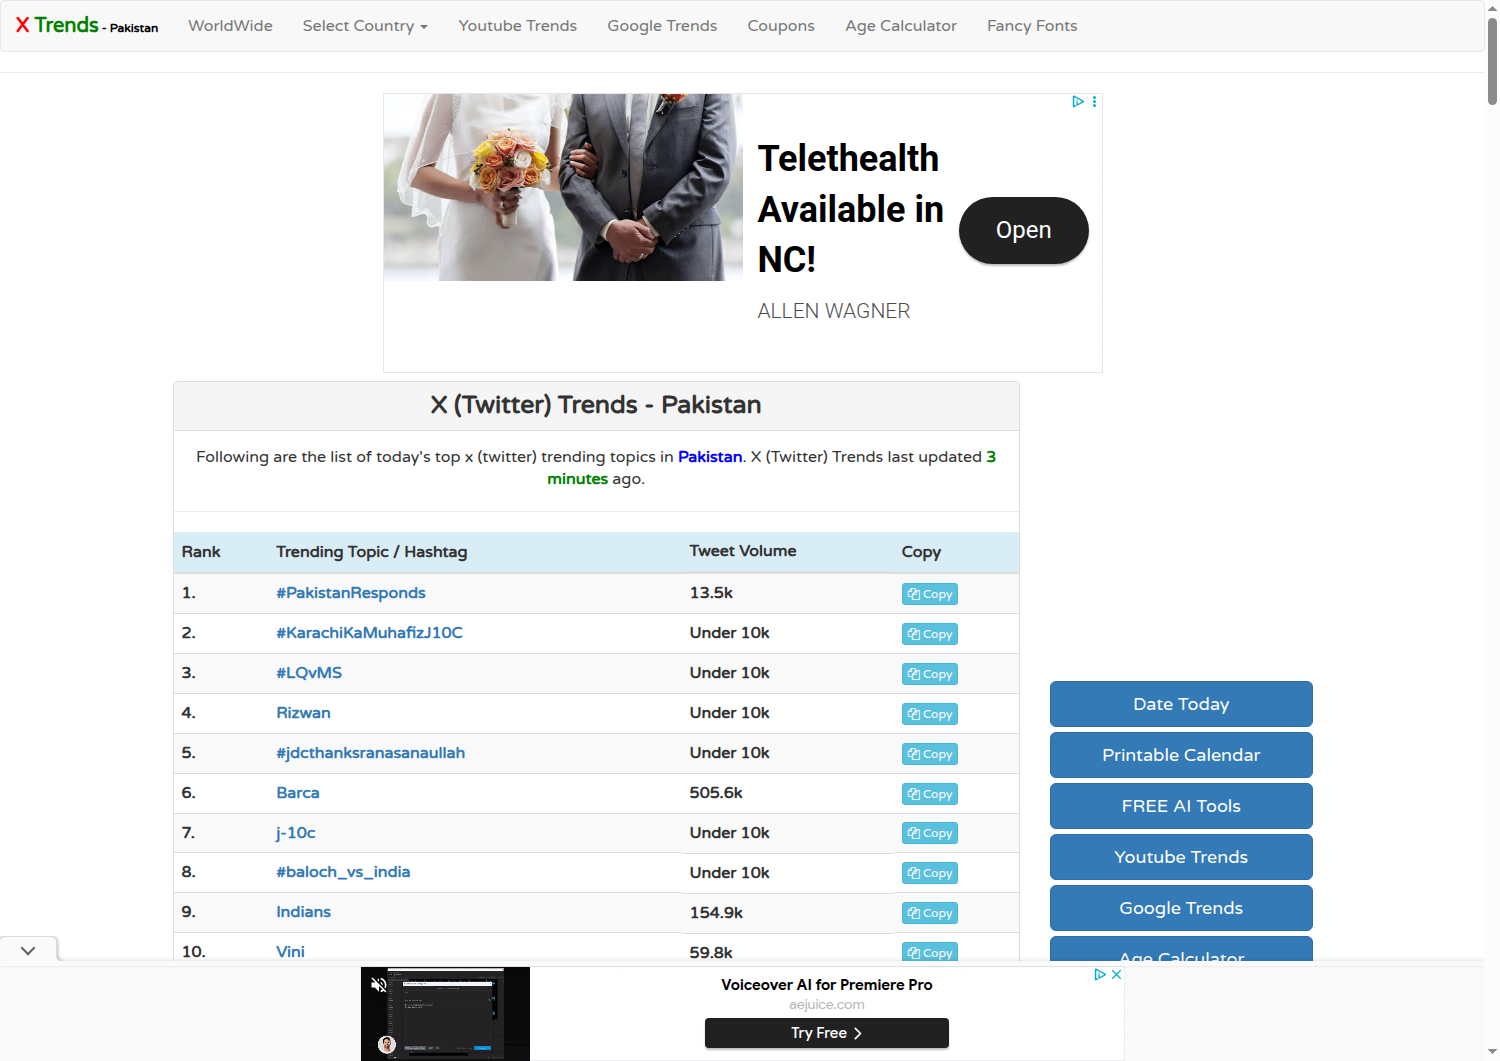 X Trends - Pakistan
WorldWide
Select Country
Youtube Trends
Google Trends
Coupons
Age Calculator
Fancy Fonts
Telethealth
Available in
NC!
ALLEN WAGNER
Open
X (Twitter) Trends - Pakistan
Following are the list of today's top x (twitter) trending topics in Pakistan. X (Twitter) Trends last updated 3
minutes ago.
Rank Trending Topic / Hashtag Tweet Volume Copy
1. #PakistanResponds 13.5k Copy
2. #KarachiKaMuhafizJ10C Under 10k Copy
3. #LQvMS Under 10k Copy
4. Rizwan Under 10k Copy
5. #jdcthanksranasanaullah Under 10k Copy
6. Barca 505.6k Copy
7. j-10c Under 10k Copy
8. #baloch_vs_india Under 10k Copy
9. Indians 154.9k Copy
10. Vini 59.8k Copy
Date Today
Printable Calendar
FREE AI Tools
Youtube Trends
Google Trends
Age Calculator
Voiceover AI for Premiere Pro
aejuice.com
Try Free